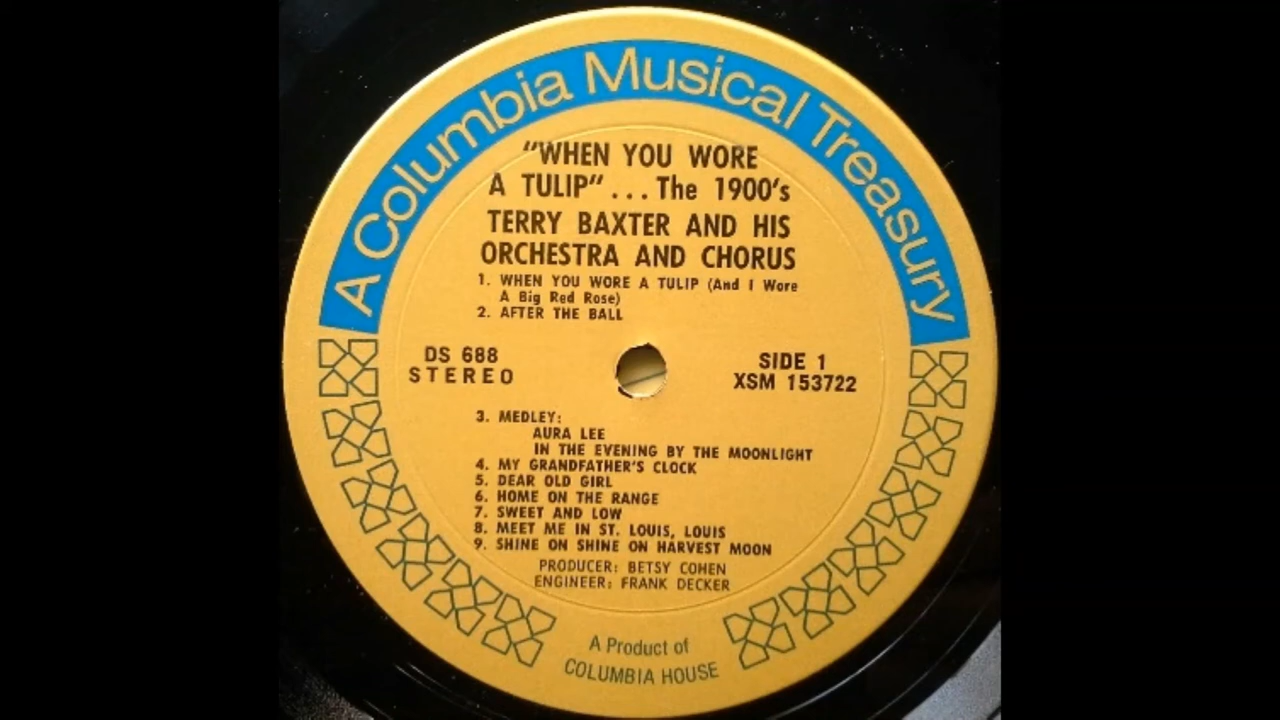 A Columbia Musical Treasury
"WHEN YOU WORE
A TULIP"...The 1900's
TERRY BAXTER AND HIS
ORCHESTRA AND CHORUS
1. WHEN YOU WORE A TULIP (And I Wore
A Big Red Rose)
2. AFTER THE BALL
DS 688
STEREO
SIDE 1
XSM 153722
3. MEDLEY:
AURA LEE
IN THE EVENING BY THE MOONLIGHT
4. MY GRANDFATHER'S CLOCK
5. DEAR OLD GIRL
6. HOME ON THE RANGE
7. SWEET AND LOW
8. MEET ME IN ST. LOUIS, LOUIS
9. SHINE ON SHINE ON HARVEST MOON
PRODUCER: BETSY COHEN
ENGINEER: FRANK DECKER
A Product of
COLUMBIA HOUSE